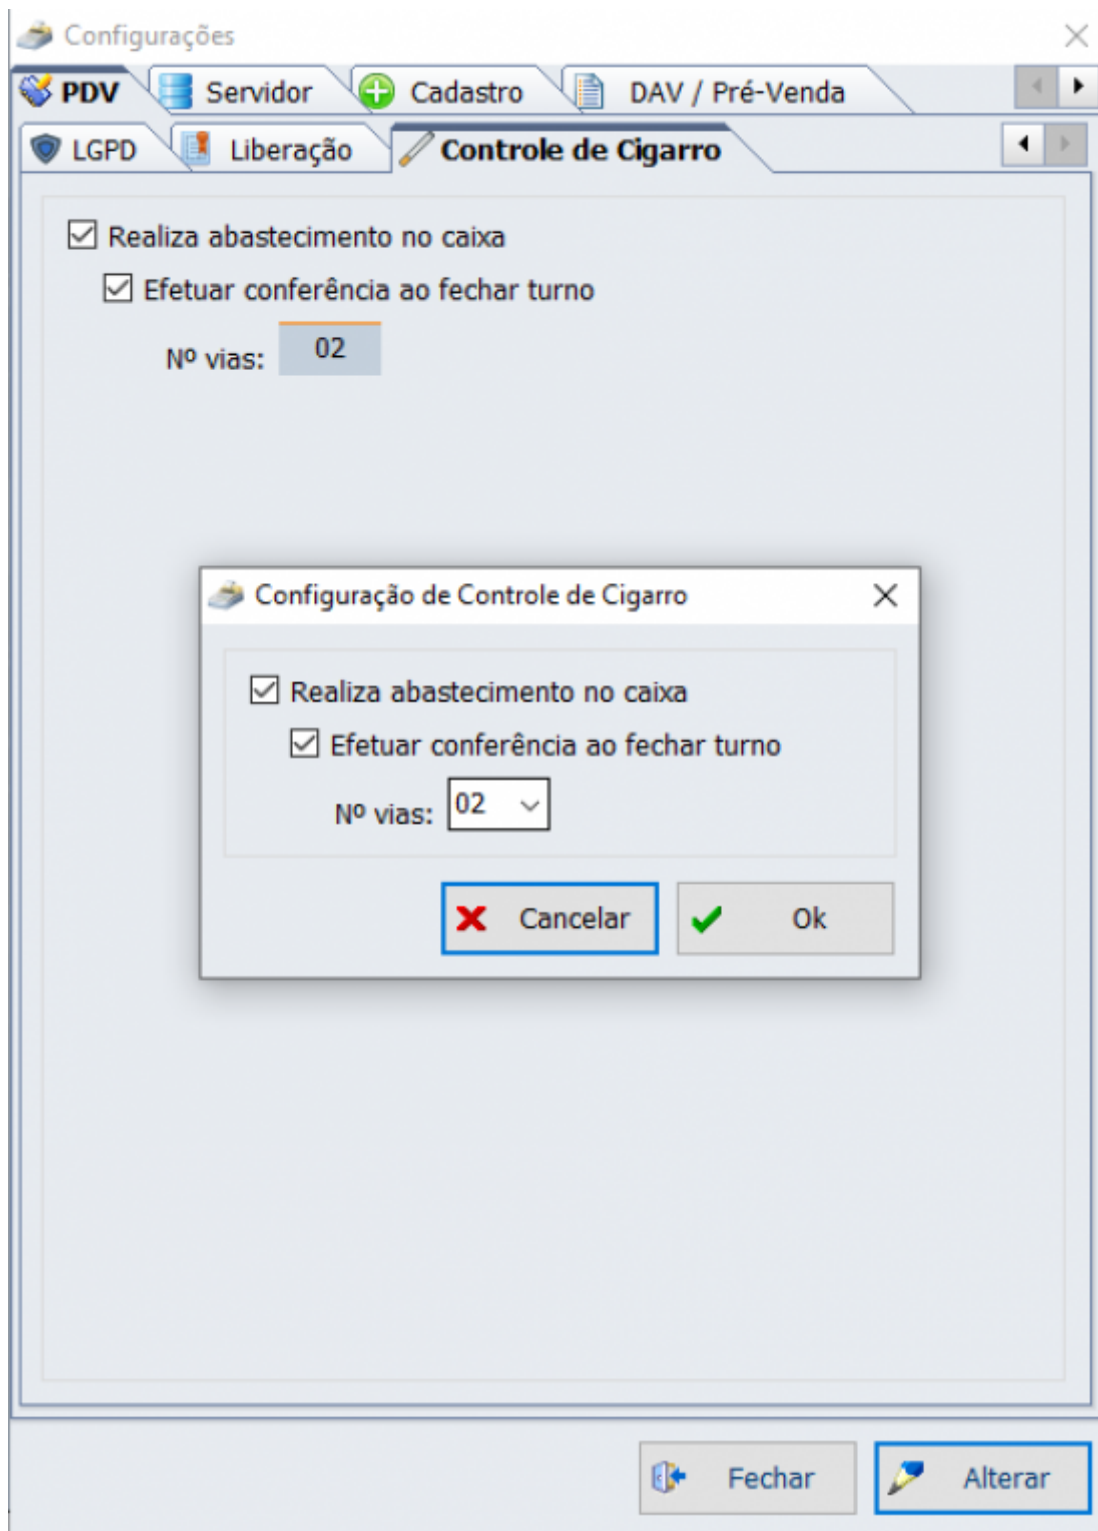 Configurações
PDV Servidor Cadastro DAV / Pré-Venda
LGPD Liberação Controle de Cigarro
Realiza abastecimento no caixa
Efetuar conferência ao fechar turno
Nº vias: 02
Configuração de Controle de Cigarro
Realiza abastecimento no caixa
Efetuar conferência ao fechar turno
Nº vias: 02
Cancelar Ok
Fechar Alterar